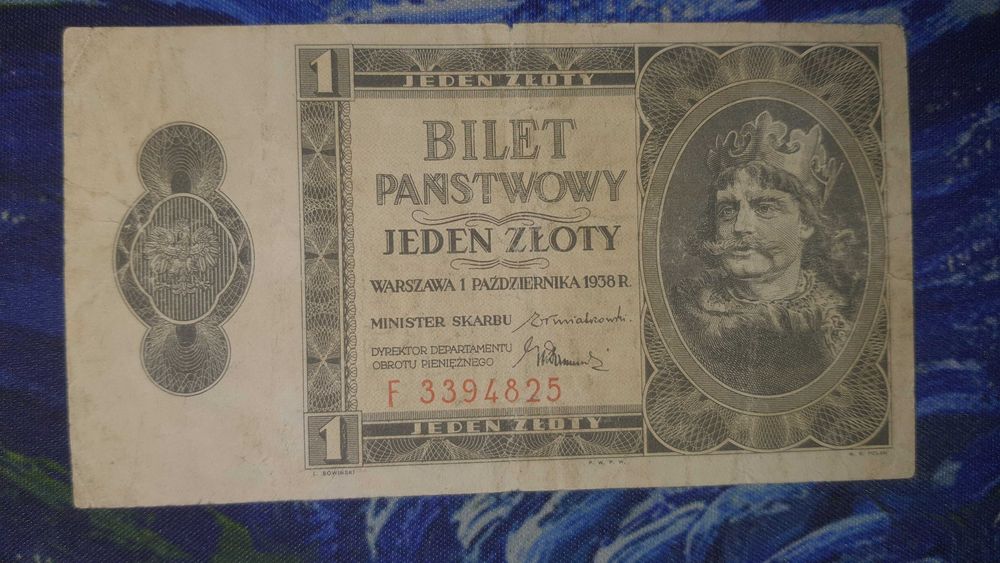 1
JEDEN ZŁOTY
BILET
PAŃSTWOWY
JEDEN ZŁOTY
WARSZAWA 1 PAŹDZIERNIKA 1938 R.
MINISTER SKARBU
DYREKTOR DEPARTAMENTU
OBROTU PIENIĘŻNEGO
F 3394825
1
JEDEN ZŁOTY
P. W. P. W.